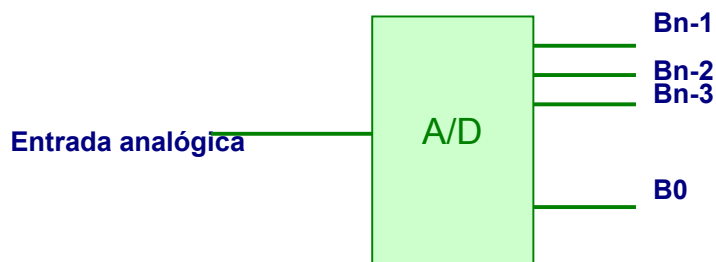 Bn-1
Bn-2
Bn-3
Entrada analógica
A/D
B0